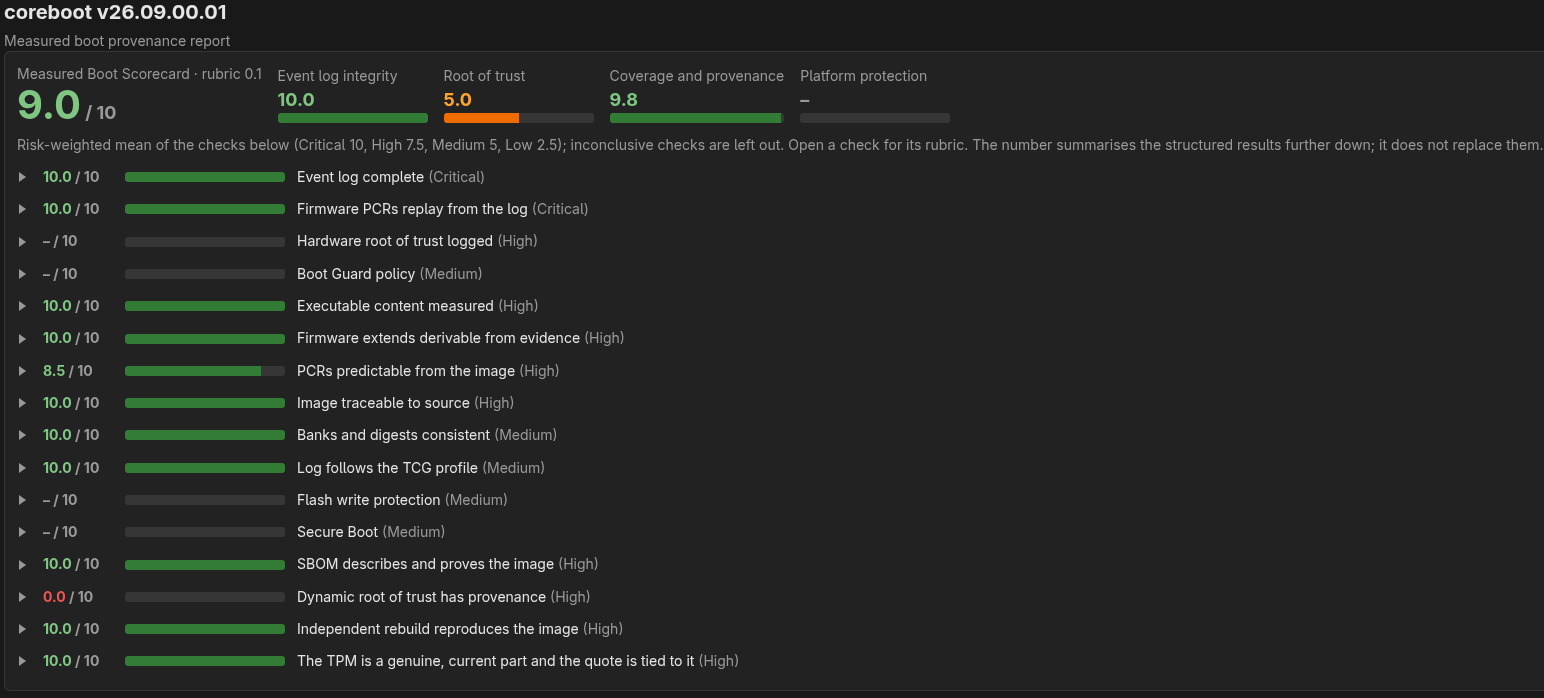 coreboot v26.09.00.01
Measured boot provenance report
Measured Boot Scorecard · rubric 0.1
9.0 / 10
Event log integrity
10.0
Root of trust
5.0
Coverage and provenance
9.8
Platform protection
–
Risk-weighted mean of the checks below (Critical 10, High 7.5, Medium 5, Low 2.5); inconclusive checks are left out. Open a check for its rubric. The number summarises the structured results further down; it does not replace them.
10.0 / 10 Event log complete (Critical)
10.0 / 10 Firmware PCRs replay from the log (Critical)
– / 10 Hardware root of trust logged (High)
– / 10 Boot Guard policy (Medium)
10.0 / 10 Executable content measured (High)
10.0 / 10 Firmware extends derivable from evidence (High)
8.5 / 10 PCRs predictable from the image (High)
10.0 / 10 Image traceable to source (High)
10.0 / 10 Banks and digests consistent (Medium)
10.0 / 10 Log follows the TCG profile (Medium)
– / 10 Flash write protection (Medium)
– / 10 Secure Boot (Medium)
10.0 / 10 SBOM describes and proves the image (High)
0.0 / 10 Dynamic root of trust has provenance (High)
10.0 / 10 Independent rebuild reproduces the image (High)
10.0 / 10 The TPM is a genuine, current part and the quote is tied to it (High)